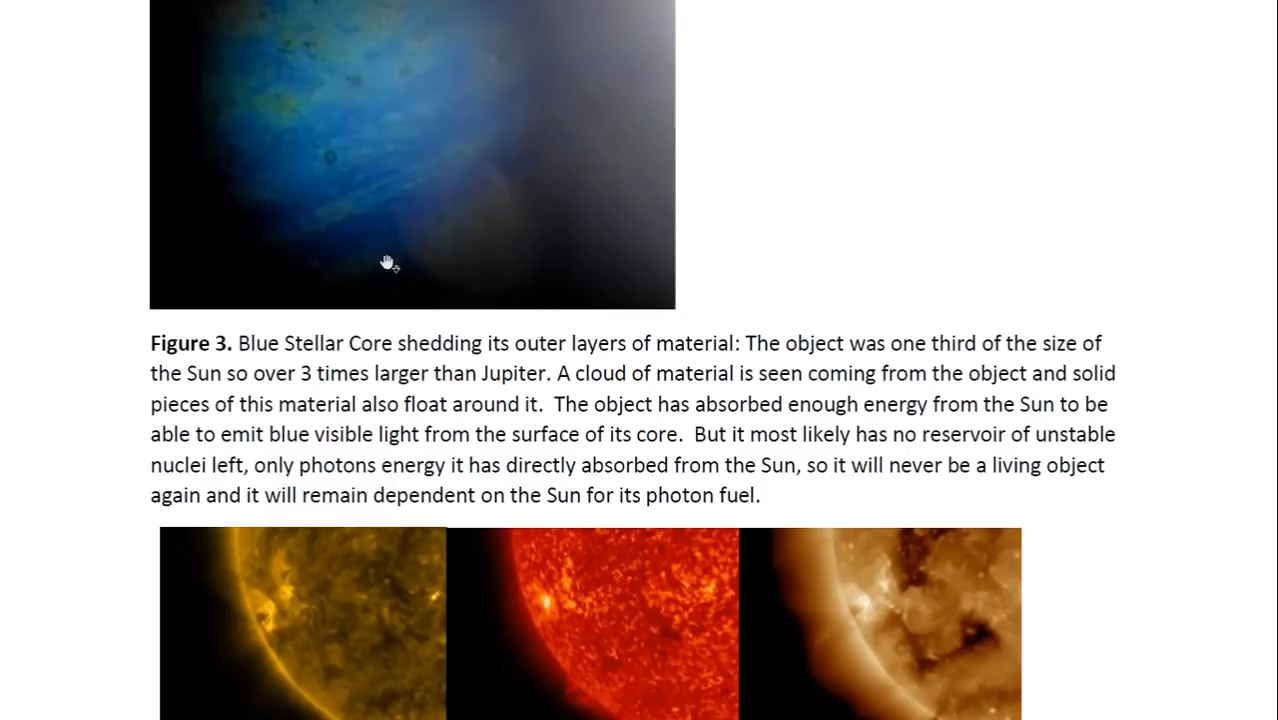 Figure 3. Blue Stellar Core shedding its outer layers of material: The object was one third of the size of
the Sun so over 3 times larger than Jupiter. A cloud of material is seen coming from the object and solid
pieces of this material also float around it.  The object has absorbed enough energy from the Sun to be
able to emit blue visible light from the surface of its core.  But it most likely has no reservoir of unstable
nuclei left, only photons energy it has directly absorbed from the Sun, so it will never be a living object
again and it will remain dependent on the Sun for its photon fuel.